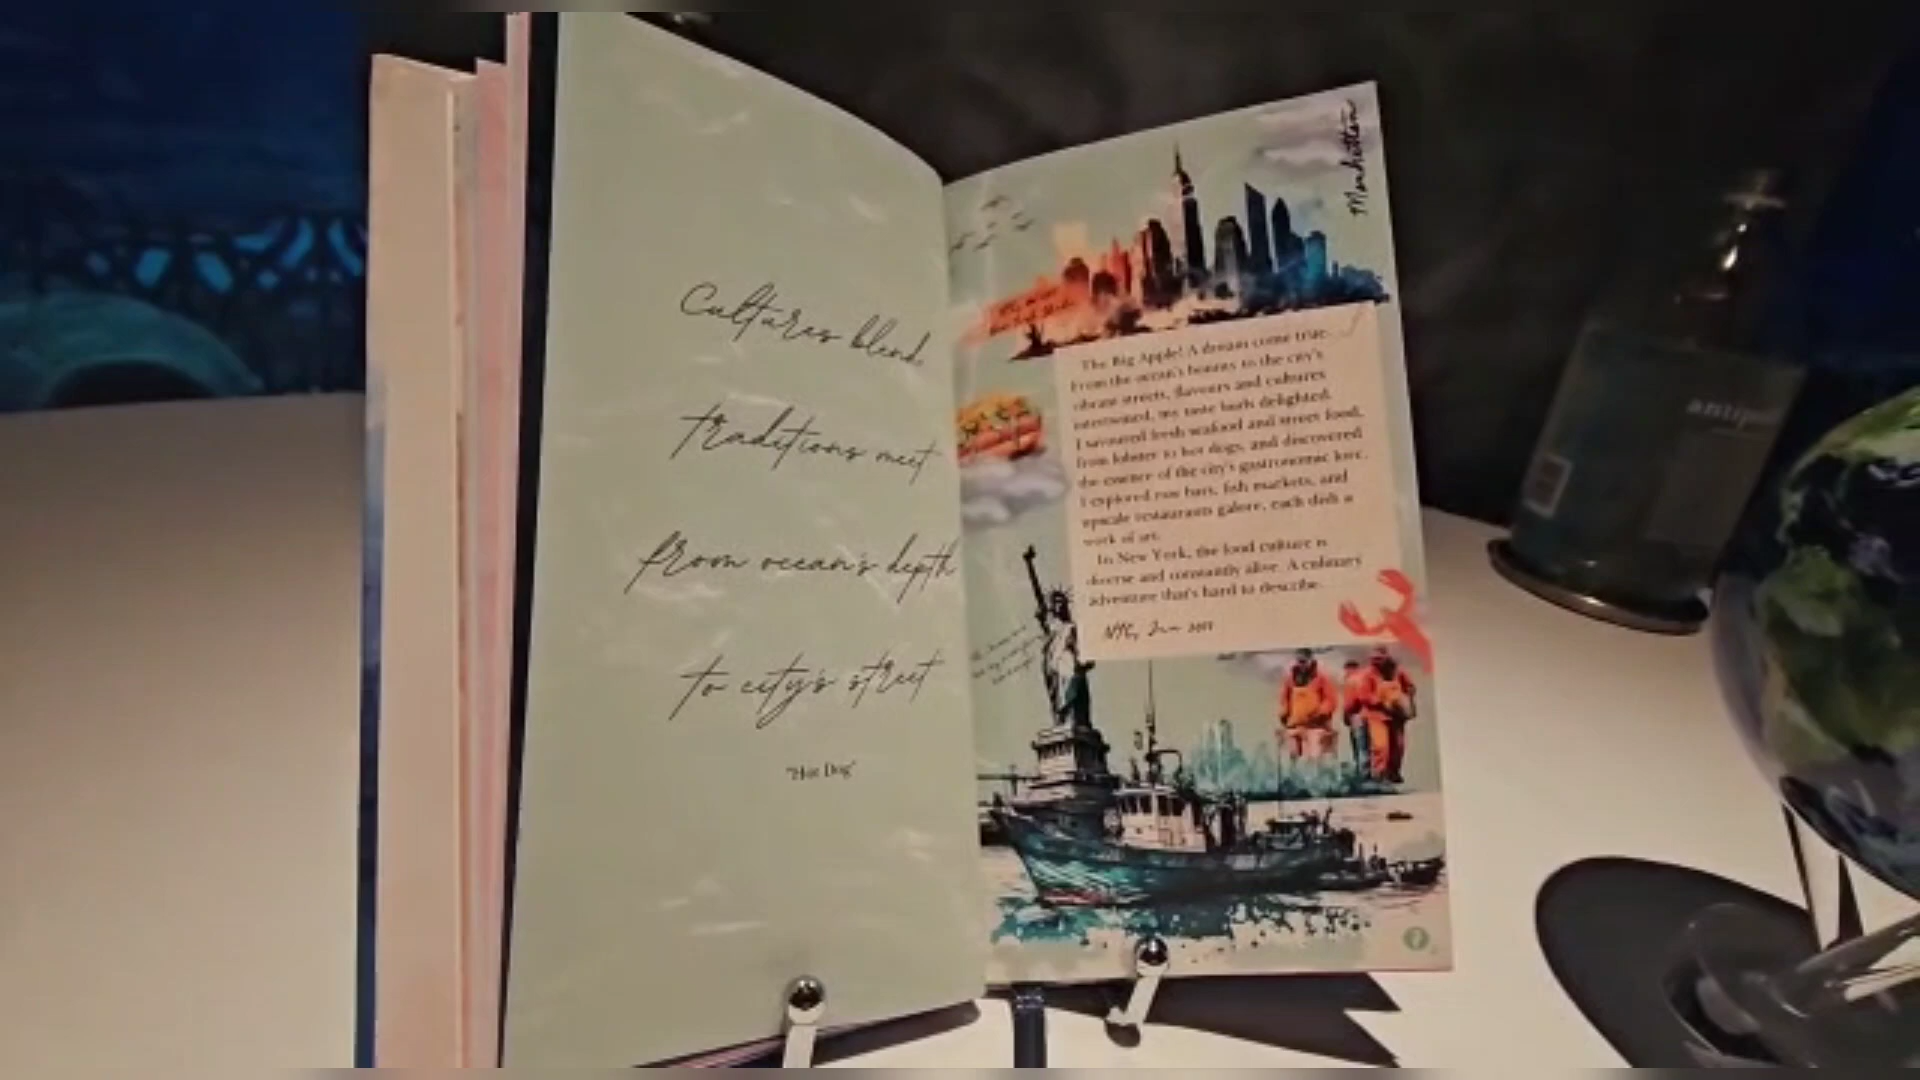 Cultures blend,
traditions meet
from ocean's depth
to city's street
"Hot Dog"
Manhattan
The Big Apple! A dream come true.
From the ocean's bounty to the city's
vibrant streets, flavours and cultures
intertwined, my taste buds delighted.
I savoured fresh seafood and street food,
from lobster to hot dogs, and discovered
the essence of the city's gastronomic lore.
I explored raw bars, fish markets, and
upscale restaurants galore, each dish a
work of art.
In New York, the food culture is
diverse and constantly alive. A culinary
adventure that's hard to describe.
NYC,